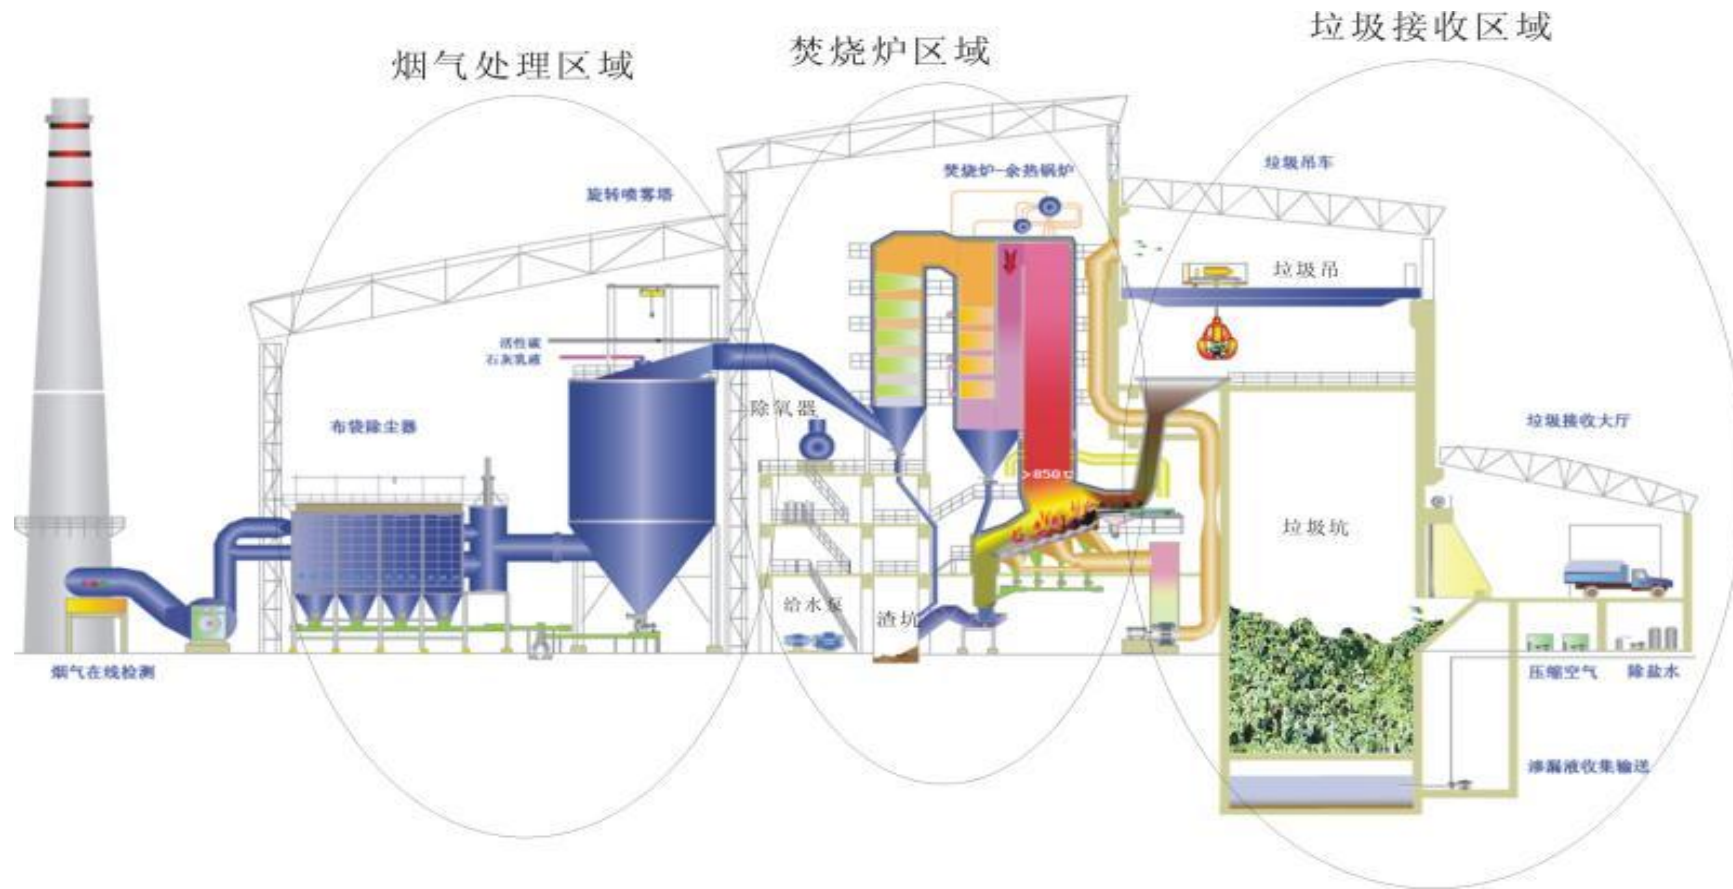 烟气处理区域
焚烧炉区域
垃圾接收区域
旋转喷雾塔
焚烧炉-余热锅炉
垃圾吊车
垃圾吊
活性碳
石灰乳液
布袋除尘器
除氧器
>850℃
垃圾接收大厅
垃圾坑
给水泵
渣坑
烟气在线检测
压缩空气
除盐水
渗漏液收集输送